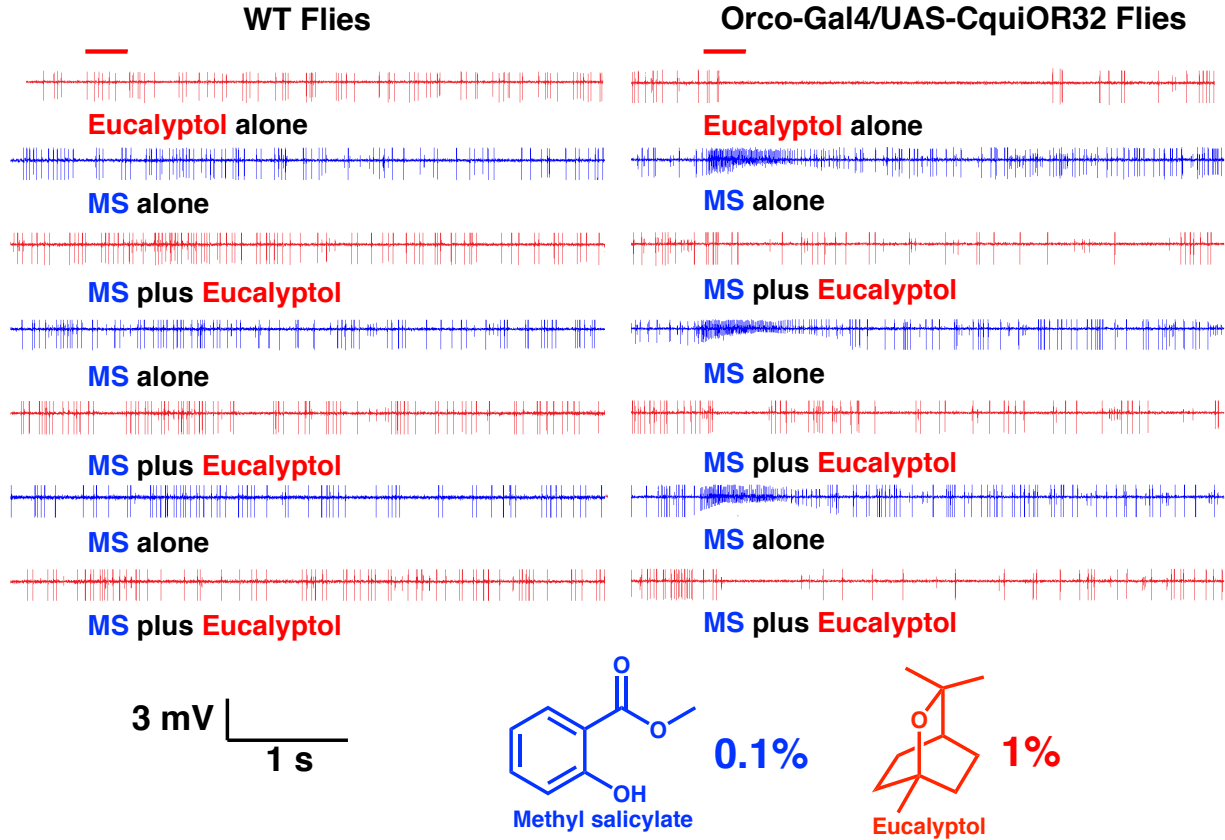 WT Flies
Orco-Gal4/UAS-CquiOR32 Flies
Eucalyptol alone
Eucalyptol alone
MS alone
MS alone
MS plus Eucalyptol
MS plus Eucalyptol
MS alone
MS alone
MS plus Eucalyptol
MS plus Eucalyptol
MS alone
MS alone
MS plus Eucalyptol
MS plus Eucalyptol
3 mV
1 s
O
O
OH
Methyl salicylate
0.1%
O
1%
Eucalyptol